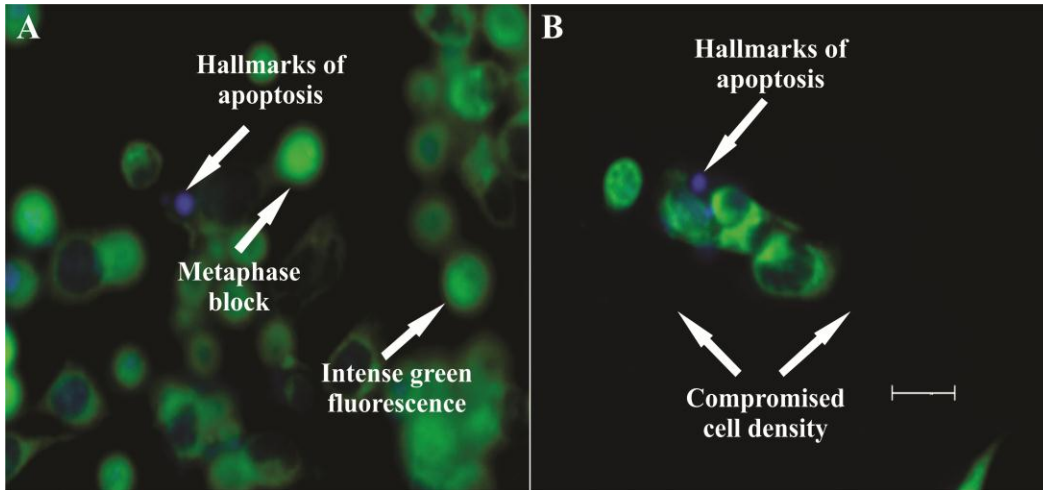 A
Hallmarks of
apoptosis
Metaphase
block
Intense green
fluorescence
B
Hallmarks of
apoptosis
Compromised
cell density